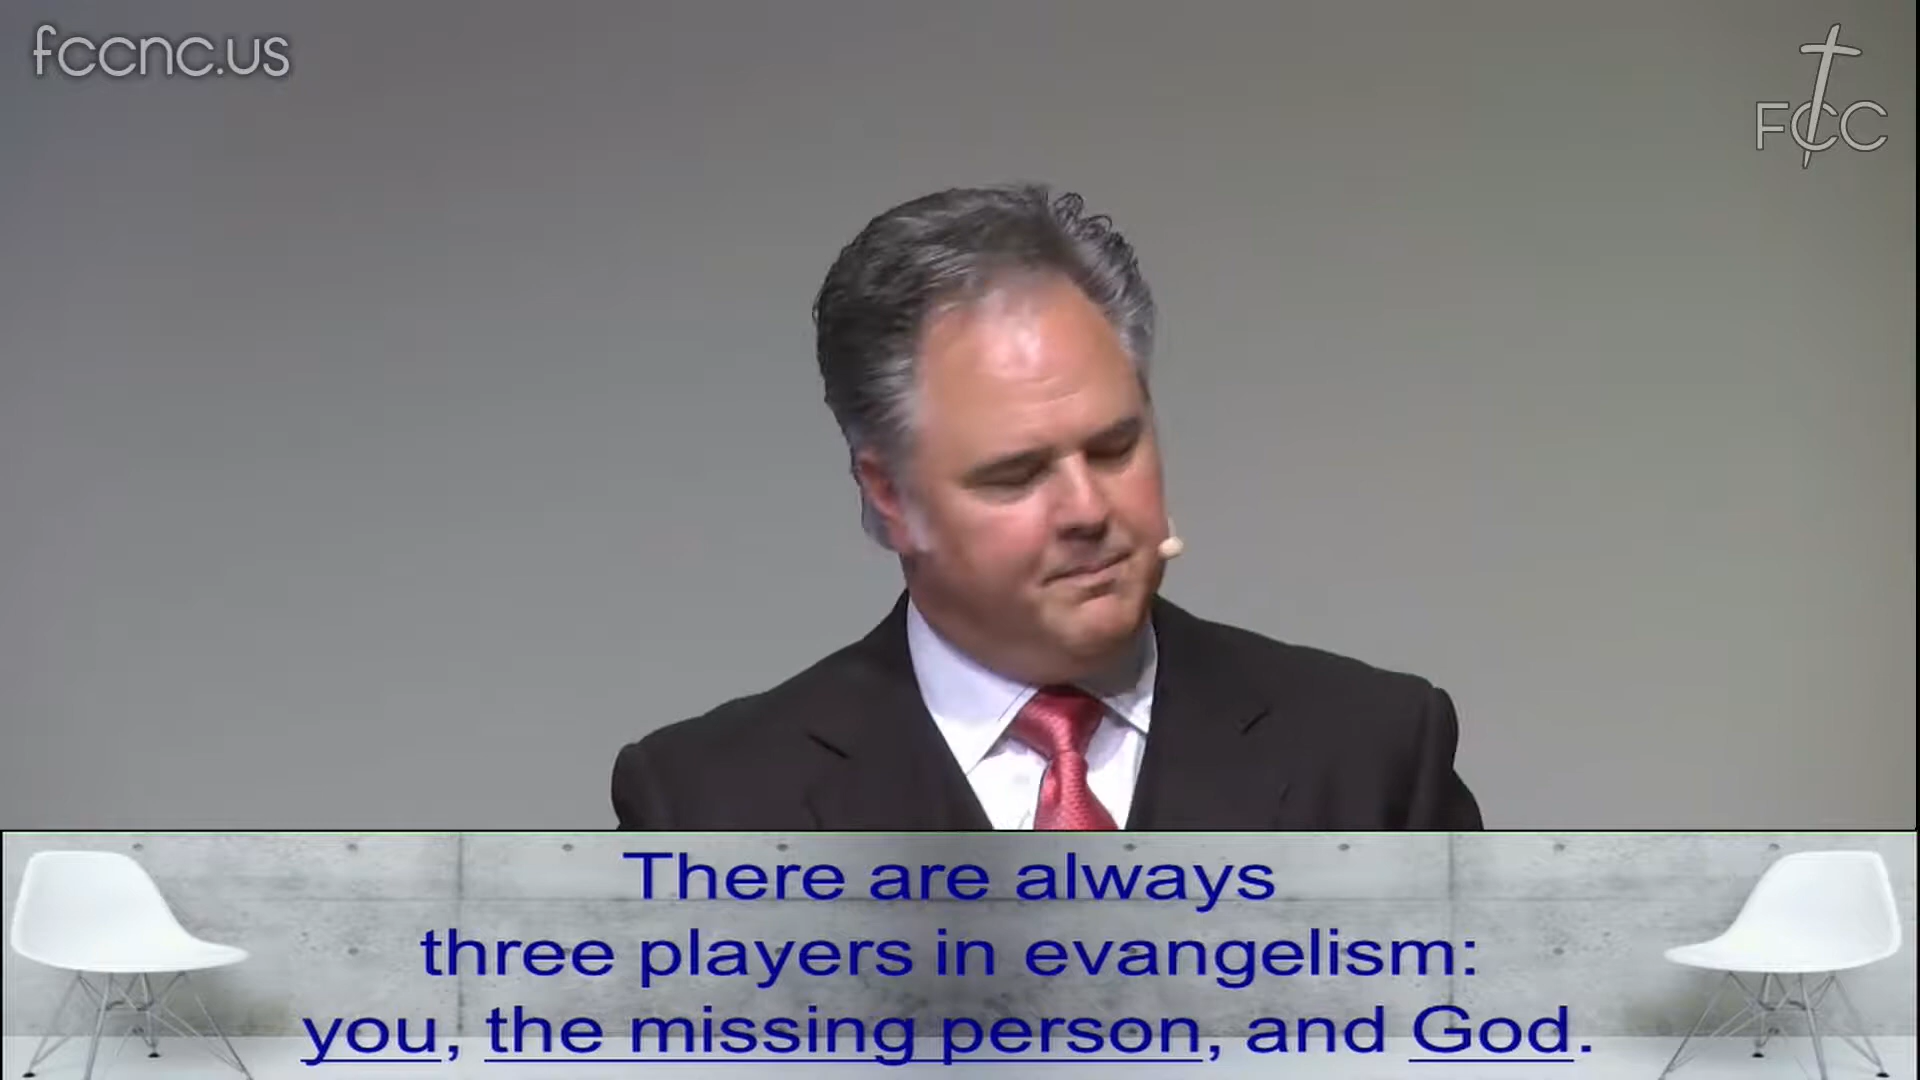 fccnc.us
FCC
There are always
three players in evangelism:
you, the missing person, and God.